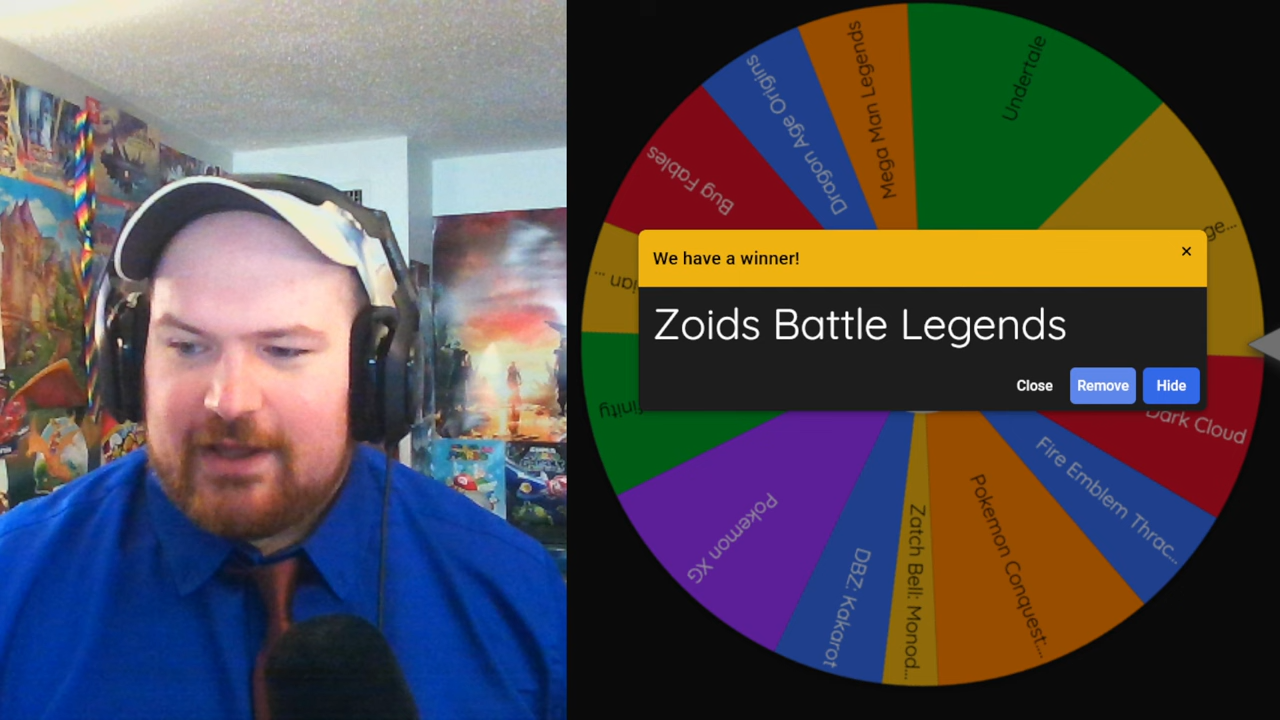 Mega Man Legends
Undertale
Dragon Age Origins
Bug Fables
ge...
We have a winner!
×
Zoids Battle Legends
Close
Remove
Hide
Dark Cloud
Fire Emblem Thrac...
Pokemon Conquest:...
Zatch Bell: Monod...
DBZ: Kakarot
Pokemon XG